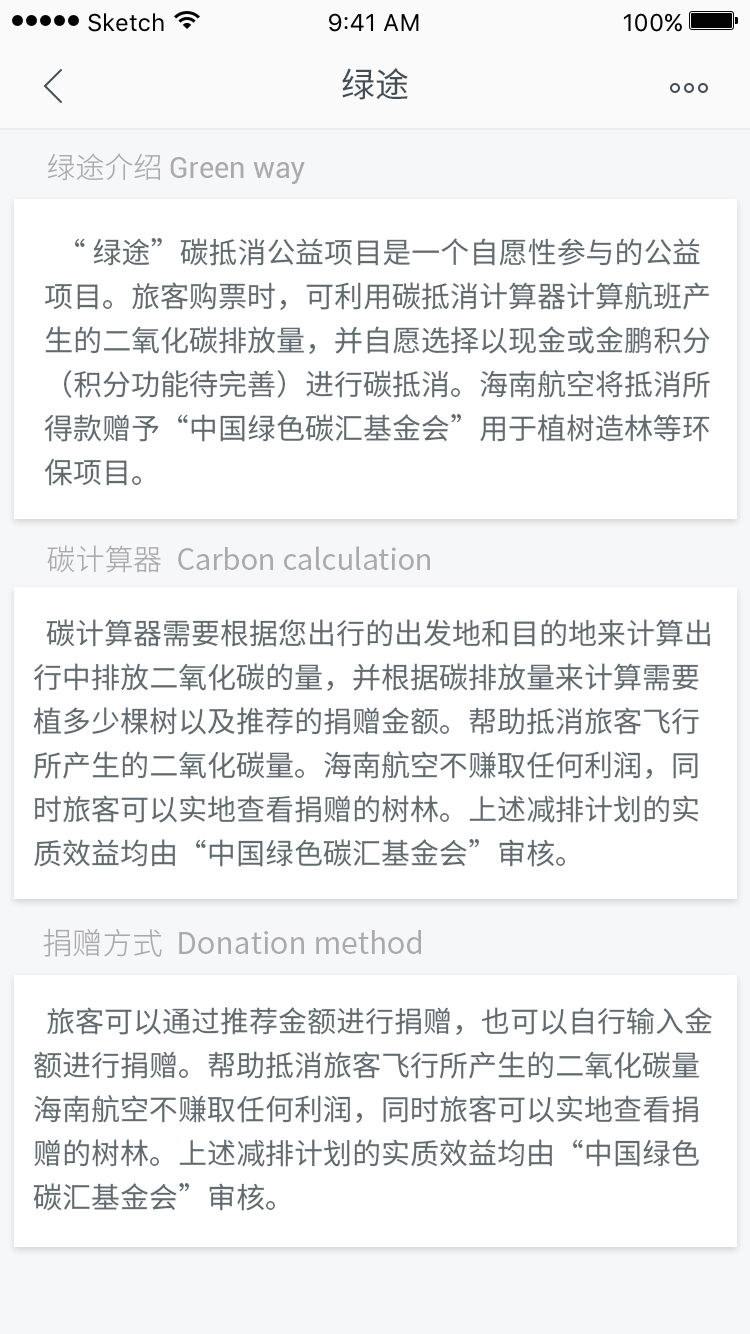 Sketch 9:41 AM 100%
绿途
绿途介绍 Green way
“ 绿途”碳抵消公益项目是一个自愿性参与的公益
项目。旅客购票时，可利用碳抵消计算器计算航班产
生的二氧化碳排放量，并自愿选择以现金或金鹏积分
（积分功能待完善）进行碳抵消。海南航空将抵消所
得款赠予“中国绿色碳汇基金会”用于植树造林等环
保项目。
碳计算器 Carbon calculation
碳计算器需要根据您出行的出发地和目的地来计算出
行中排放二氧化碳的量，并根据碳排放量来计算需要
植多少棵树以及推荐的捐赠金额。帮助抵消旅客飞行
所产生的二氧化碳量。海南航空不赚取任何利润，同
时旅客可以实地查看捐赠的树林。上述减排计划的实
质效益均由“中国绿色碳汇基金会”审核。
捐赠方式 Donation method
旅客可以通过推荐金额进行捐赠，也可以自行输入金
额进行捐赠。帮助抵消旅客飞行所产生的二氧化碳量
海南航空不赚取任何利润，同时旅客可以实地查看捐
赠的树林。上述减排计划的实质效益均由“中国绿色
碳汇基金会”审核。